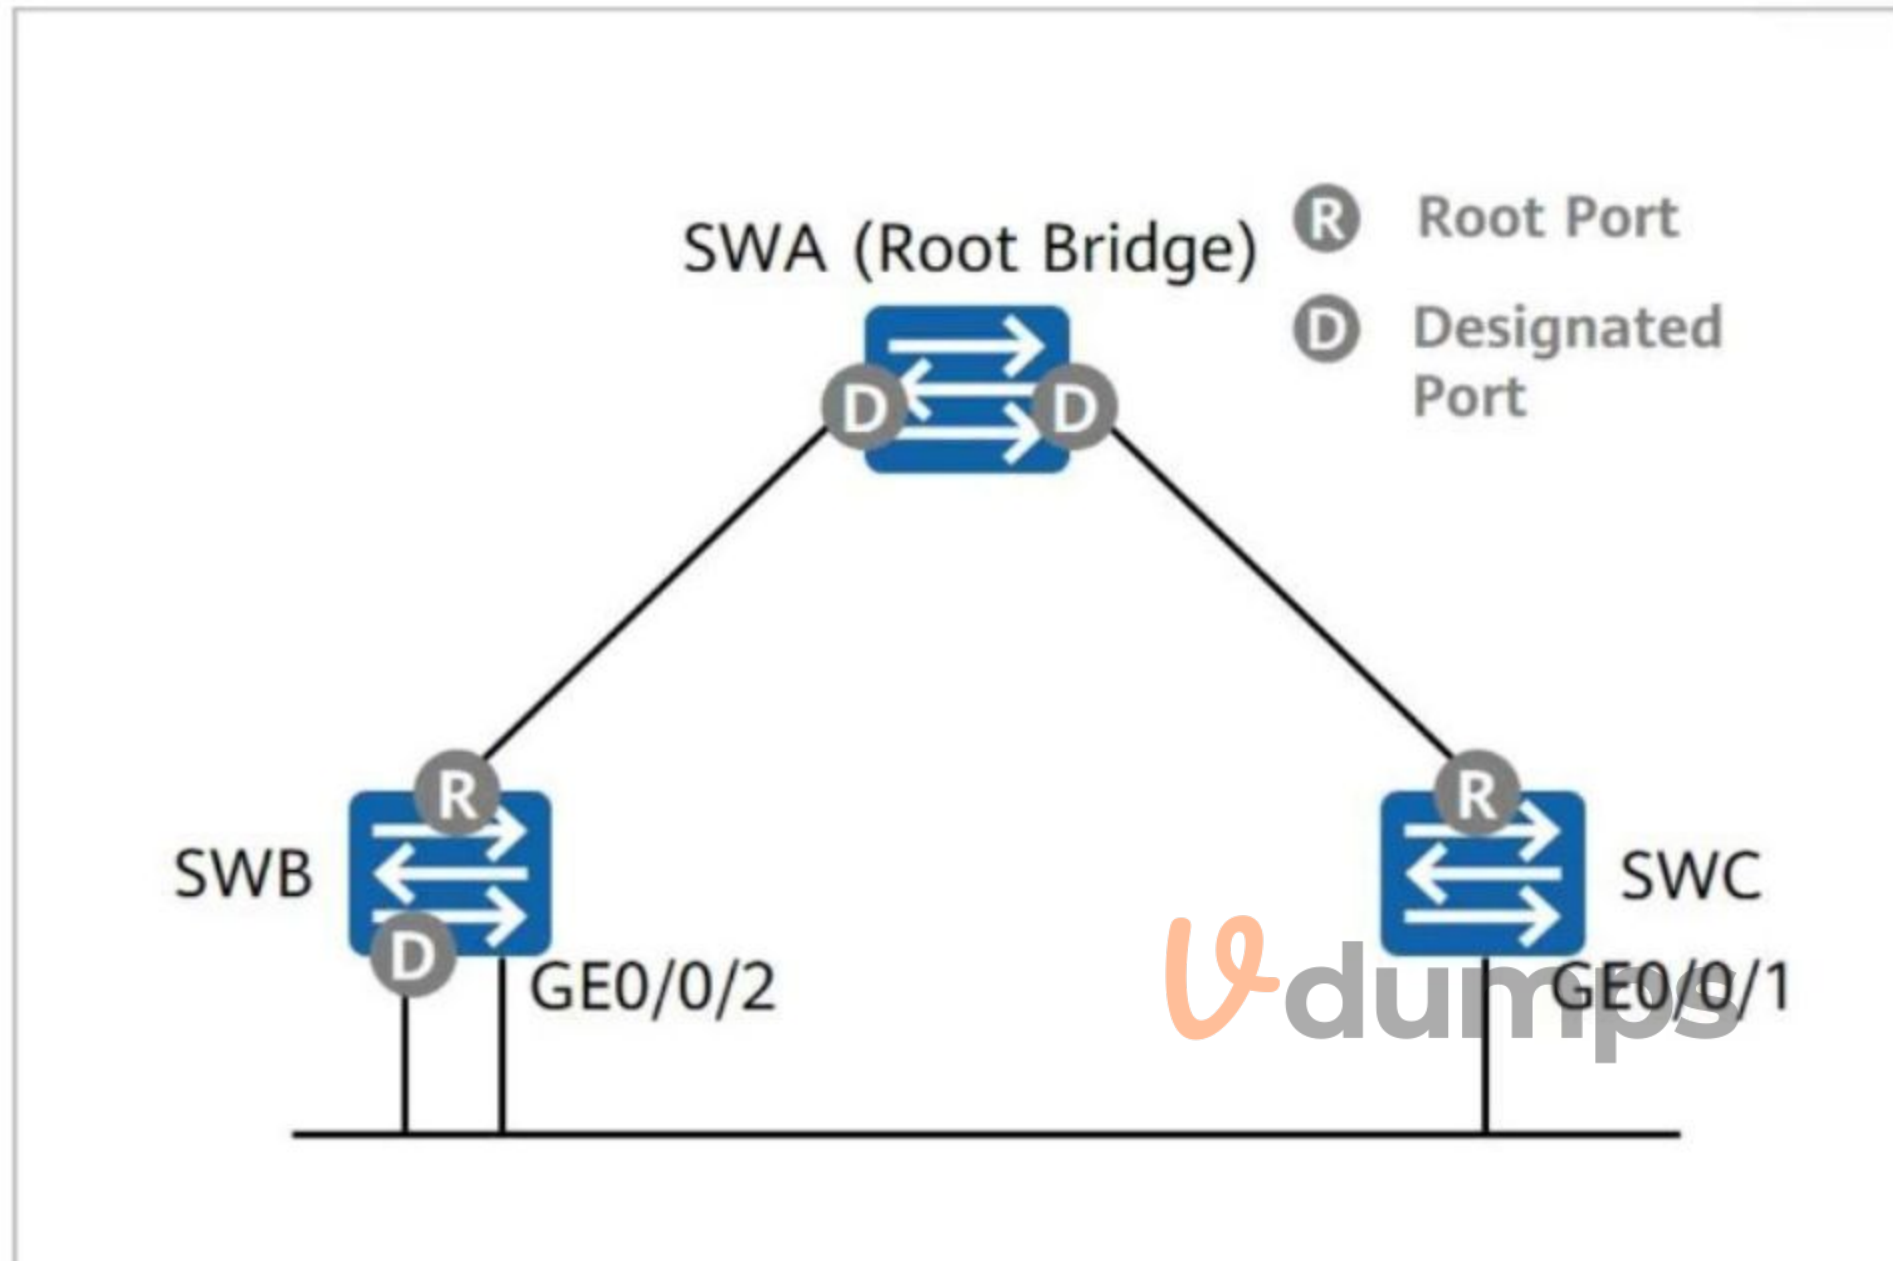 SWA (Root Bridge)
R Root Port
D Designated
Port
D
D
R
R
SWB
SWC
D
GE0/0/2
GE0/0/1
Vdumps